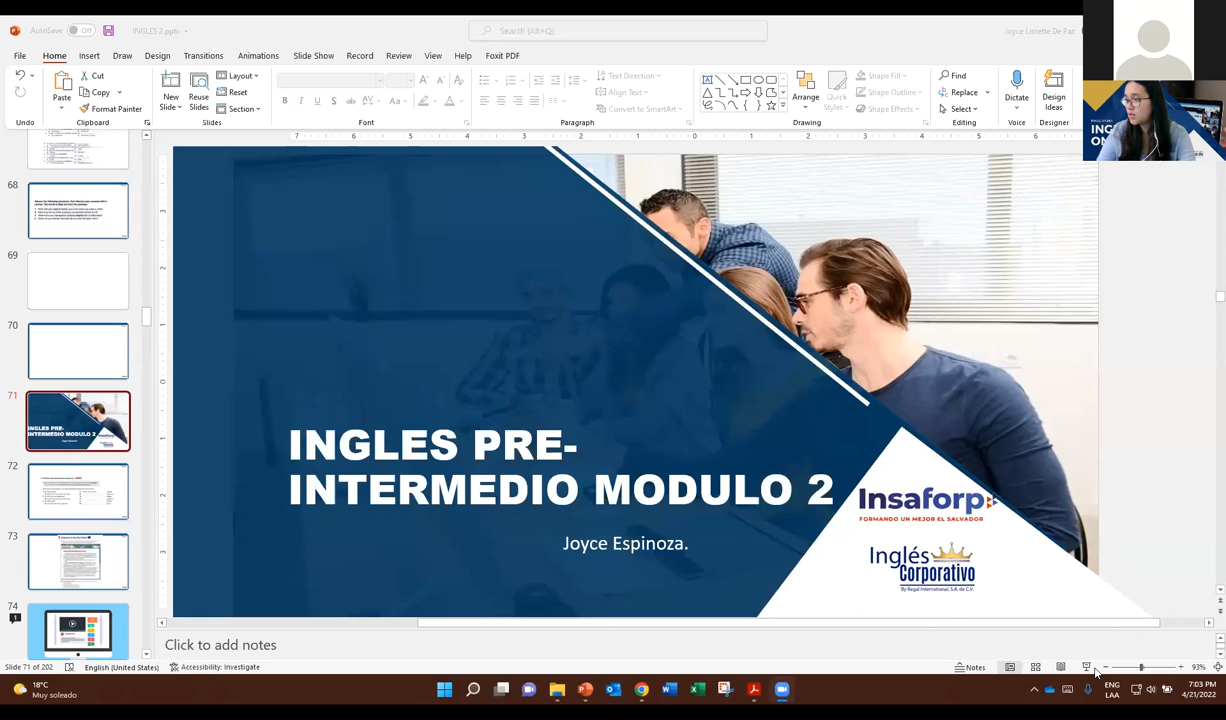 AutoSave Off INGLES 2.pptx Search (Alt+Q) Joyce Lissette De Paz
File Home Insert Draw Design Transitions Animations Slide Show Record Review View Help Foxit PDF
Paste Cut Copy Format Painter
New Slide Reuse Slides Layout Reset Section
Text Direction Align Text Convert to SmartArt
Arrange Quick Styles Shape Fill Shape Outline Shape Effects
Find Replace Select
Dictate Design Ideas
Undo Clipboard Slides Font Paragraph Drawing Editing Voice Designer
68
69
70
71
72
73
74
INGLES PRE-
INTERMEDIO MODULO 2
Joyce Espinoza.
Insaforp
FORMANDO UN MEJOR EL SALVADOR
Inglés
Corporativo
By Regal International, S.A. de C.V.
Click to add notes
Slide 71 of 202 English (United States) Accessibility: Investigate Notes 93%
18°C
Muy soleado
ENG
LAA
7:03 PM
4/21/2022